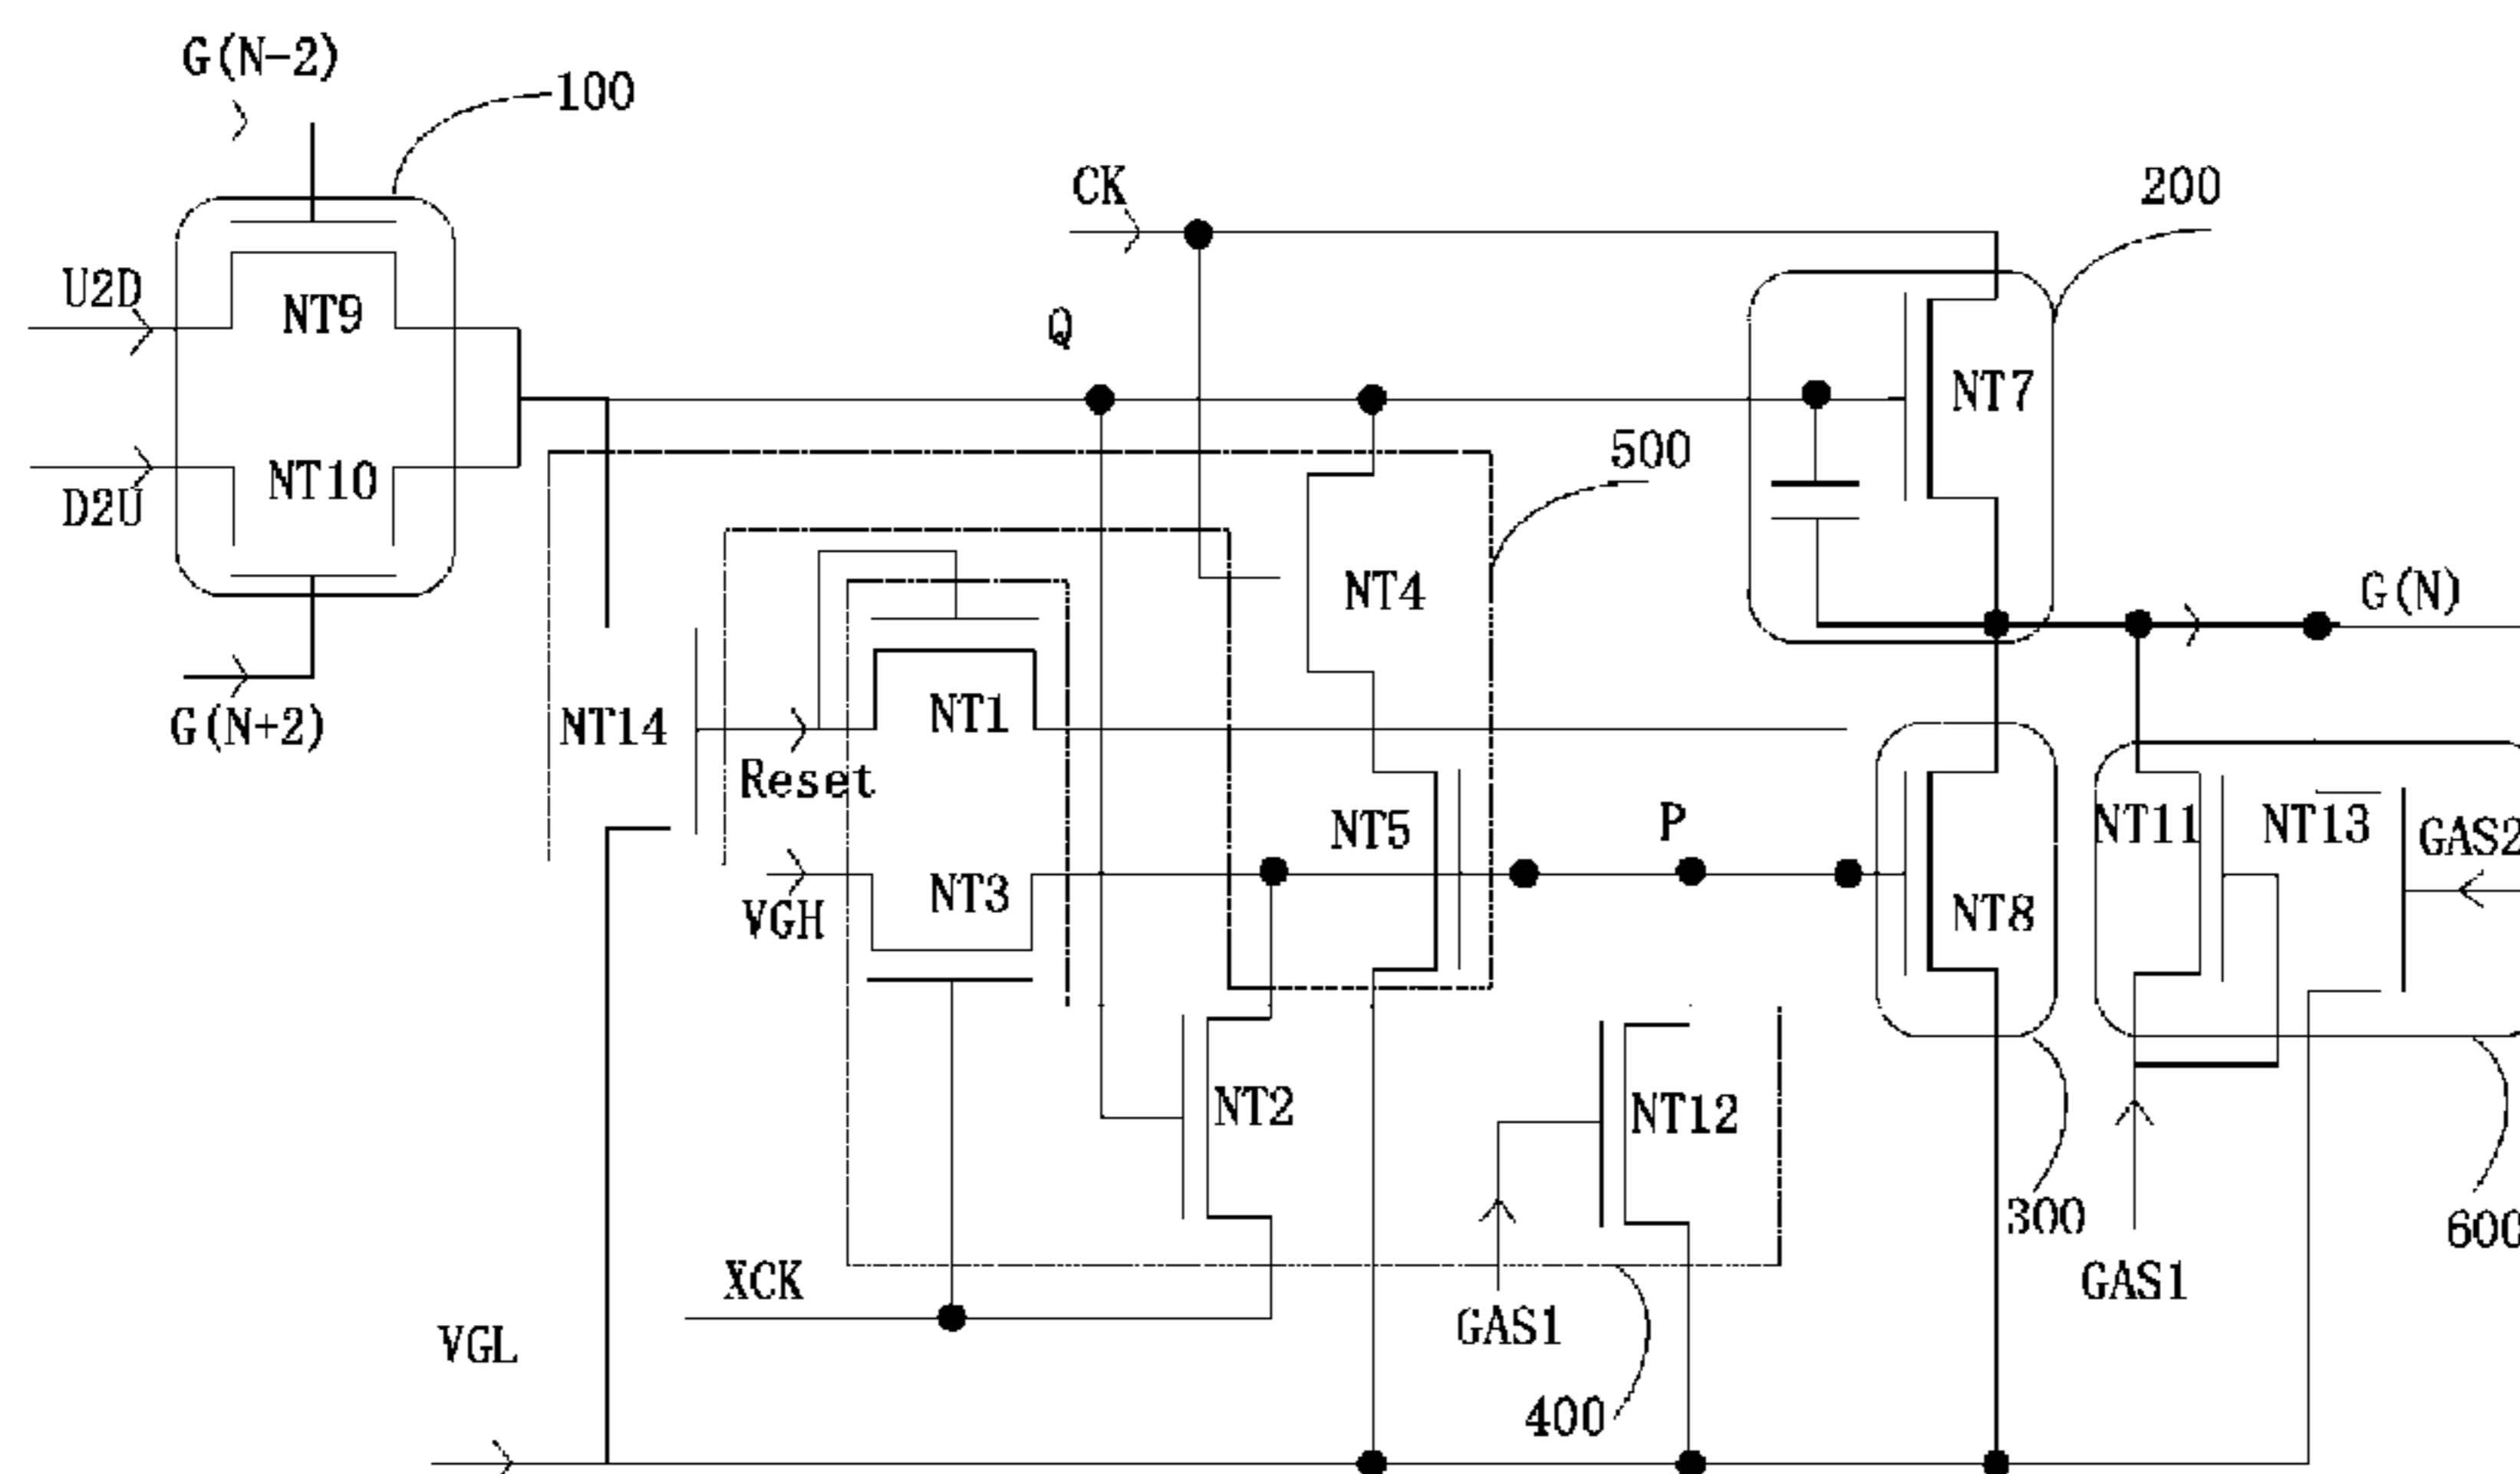 G(N-2)
100
CK
200
U2D
NT9
Q
NT7
NT10
500
D2U
NT4
G(N)
G(N+2)
NT14
NT1
Reset
P
NT5
NT11
NT13
GAS2
VGH
NT3
NT8
NT2
NT12
300
600
XCK
GAS1
GAS1
VGL
400